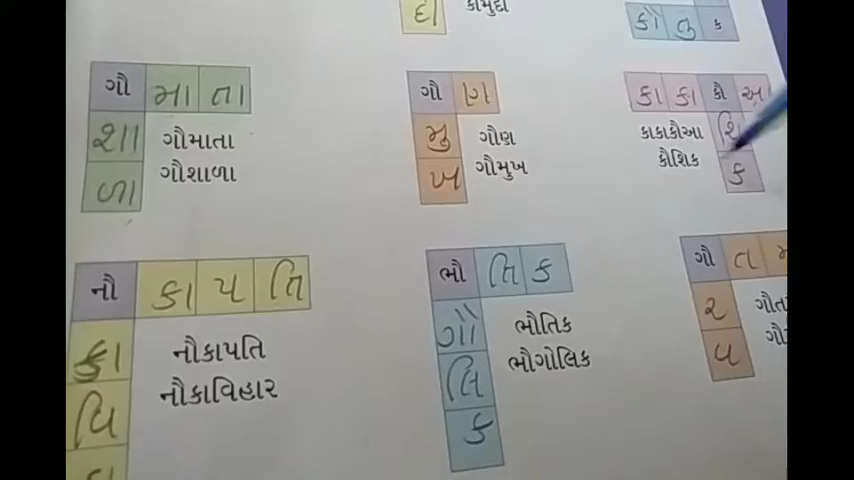 દી
કૌમુદી
કૌ તુ ક
ગૌ મા તા
શા
ળા
ગૌમાતા
ગૌશાળા
ગૌ ણ
મુ
ખ
ગૌણ
ગૌમુખ
કા કા કૌ આ
શિ
ક
કાકાકૌઆ
કૌશિક
નૌ કા પ તિ
કા
વિ
નૌકાપતિ
નૌકાવિહાર
ભૌ તિ ક
ગૌ
લિ
ક
ભૌતિક
ભૌગોલિક
ગૌ ત મ
ર
વ